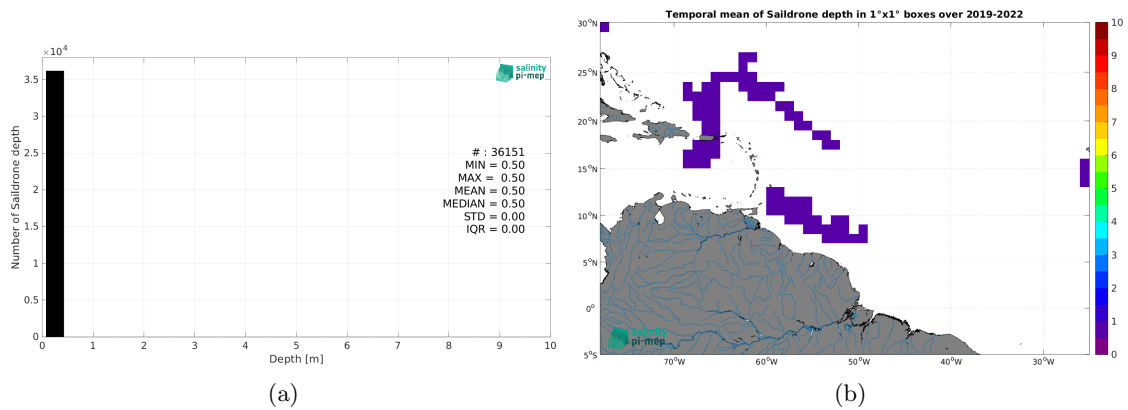 ×10⁴
3.5
3
2.5
2
1.5
1
0.5
0
1
2
3
4
5
6
7
8
9
10
Number of Saildrone depth
Depth [m]
salinity
pi-mep
# : 36151
MIN = 0.50
MAX = 0.50
MEAN = 0.50
MEDIAN = 0.50
STD = 0.00
IQR = 0.00
(a)
Temporal mean of Saildrone depth in 1°x1° boxes over 2019-2022
30°N
25°N
20°N
15°N
10°N
5°N
0°
5°S
70°W
60°W
50°W
40°W
30°W
salinity
pi-mep
10
9
8
7
6
5
4
3
2
1
0
(b)